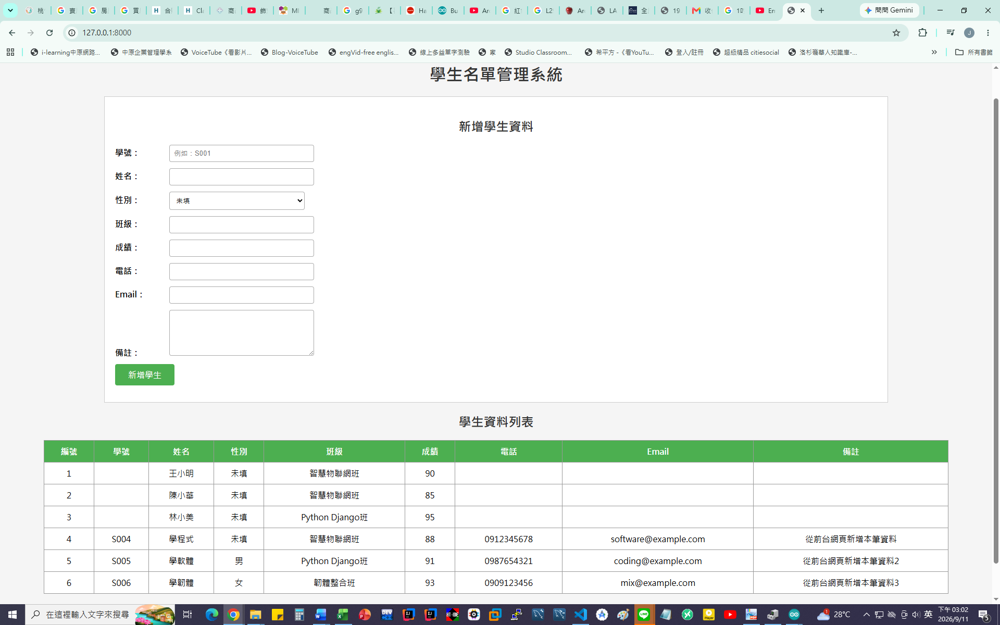 桃
賣
房
買
合
Cla
商
飾
MI
商
g9
【
Ha
Bu
Ar
紅
L2
Ar
LA
全
19
收
1
En
問問 Gemini
127.0.0.1:8000
i-learning中原網路...
中原企業管理學系
VoiceTube《看影片...
Blog-VoiceTube
engVid-free englis...
線上多益單字測驗
家
Studio Classroom...
希平方 -《看YouTu...
登入/註冊
超級精品 citiesocial
洛杉磯華人知識庫-...
所有書籤
學生名單管理系統
新增學生資料
學號：
例如：S001
姓名：
性別：
未填
班級：
成績：
電話：
Email：
備註：
新增學生
學生資料列表
編號 學號 姓名 性別 班級 成績 電話 Email 備註
1 王小明 未填 智慧物聯網班 90
2 陳小華 未填 智慧物聯網班 85
3 林小美 未填 Python Django班 95
4 S004 學程式 未填 智慧物聯網班 88 0912345678 software@example.com 從前台網頁新增本筆資料
5 S005 學軟體 男 Python Django班 91 0987654321 coding@example.com 從前台網頁新增本筆資料2
6 S006 學韌體 女 韌體整合班 93 0909123456 mix@example.com 從前台網頁新增本筆資料3
在這裡輸入文字來搜尋
28°C
英
下午 03:02
2026/9/11
5